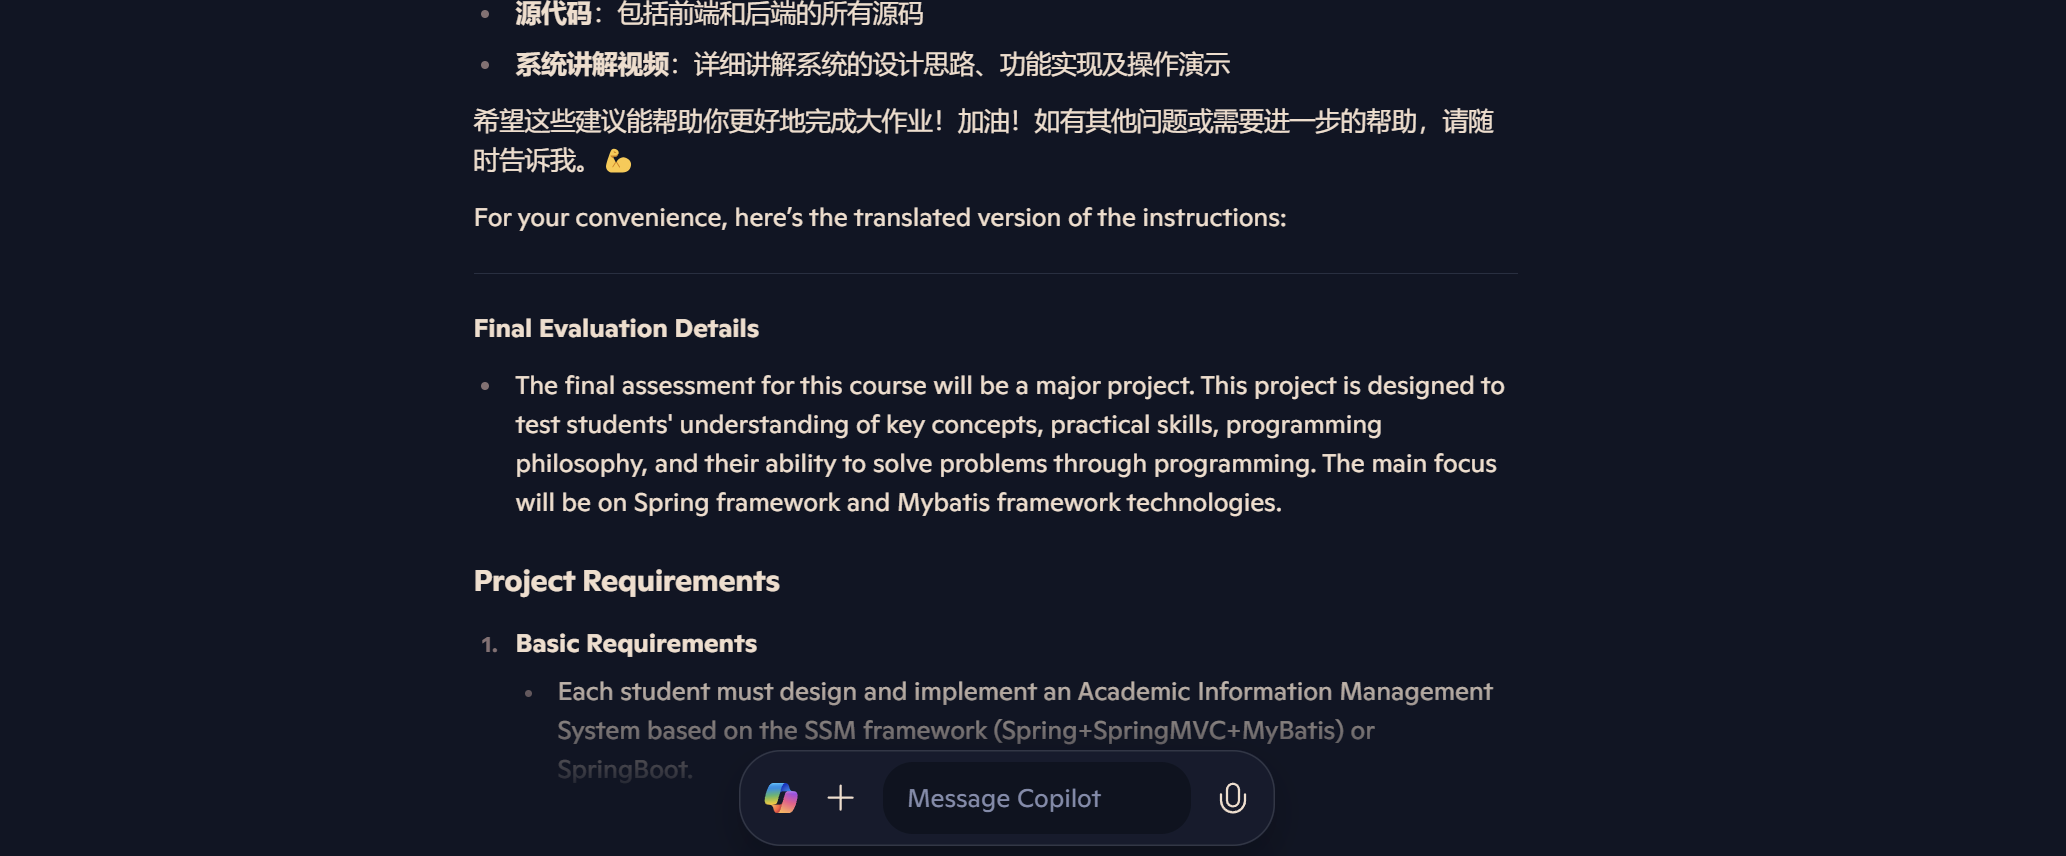 源代码：包括前端和后端的所有源码
系统讲解视频：详细讲解系统的设计思路、功能实现及操作演示
希望这些建议能帮助你更好地完成大作业！加油！如有其他问题或需要进一步的帮助，请随
时告诉我。💪
For your convenience, here’s the translated version of the instructions:
Final Evaluation Details
The final assessment for this course will be a major project. This project is designed to
test students' understanding of key concepts, practical skills, programming
philosophy, and their ability to solve problems through programming. The main focus
will be on Spring framework and Mybatis framework technologies.
Project Requirements
1. Basic Requirements
Each student must design and implement an Academic Information Management
System based on the SSM framework (Spring+SpringMVC+MyBatis) or
SpringBoot.
Message Copilot